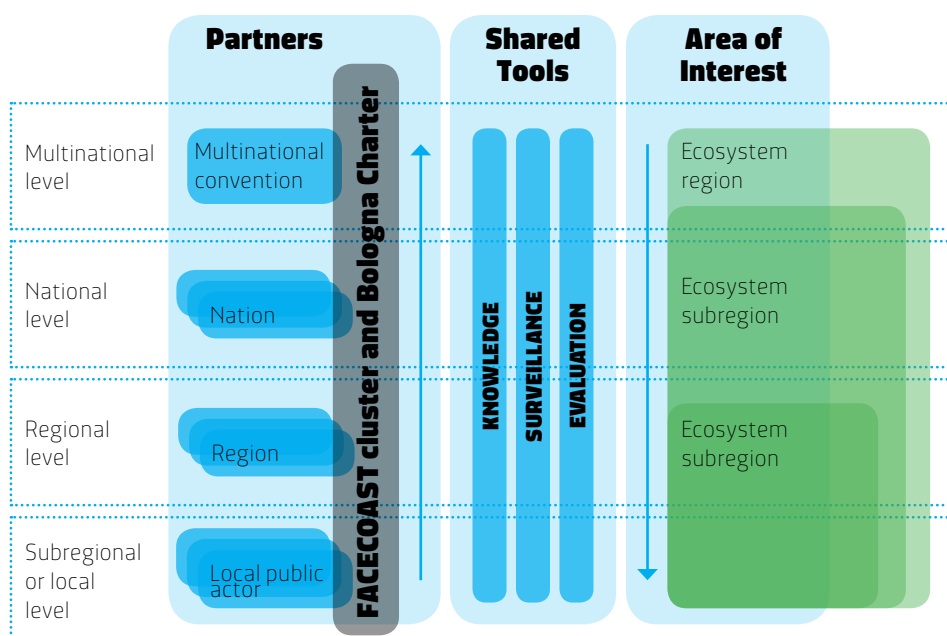 Partners
Shared
Tools
Area of
Interest
FACECOAST cluster and Bologna Charter
KNOWLEDGE
SURVEILLANCE
EVALUATION
Multinational
level
Multinational
convention
Ecosystem
region
National
level
Nation
Ecosystem
subregion
Regional
level
Region
Ecosystem
subregion
Subregional
or local
level
Local public
actor